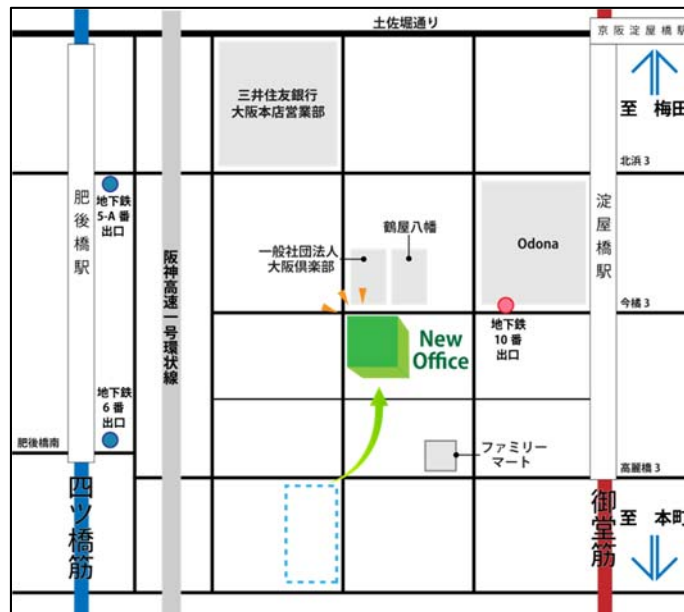 土佐堀通り
京阪淀屋橋駅
三井住友銀行
大阪本店営業部
至 梅田
北浜 3
肥後橋駅
地下鉄
5-A 番
出口
淀屋橋駅
鶴屋八幡
一般社団法人
大阪倶楽部
Odona
阪神高速一号環状線
今橋 3
New
Office
地下鉄
10 番
出口
地下鉄
6 番
出口
肥後橋南
ファミリー
マート
高麗橋 3
四ツ橋筋
御堂筋
至 本町